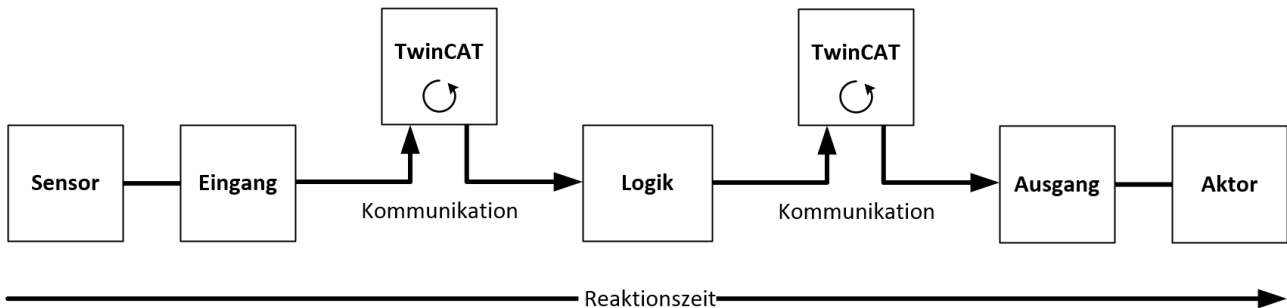 TwinCAT
TwinCAT
Sensor
Eingang
Kommunikation
Logik
Kommunikation
Ausgang
Aktor
Reaktionszeit